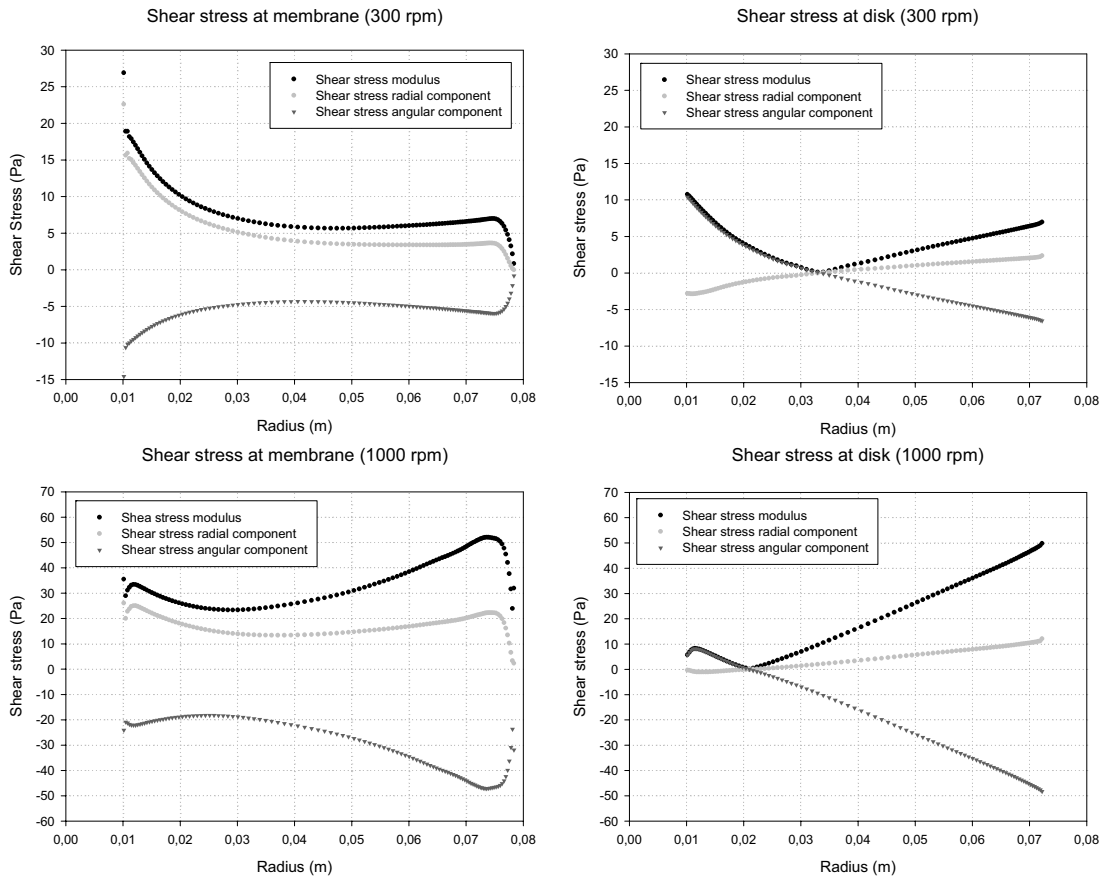 Shear stress at membrane (300 rpm)
30
25
20
15
10
5
0
-5
-10
-15
Shear Stress (Pa)
Shear stress modulus
Shear stress radial component
Shear stress angular component
0,00 0,01 0,02 0,03 0,04 0,05 0,06 0,07 0,08
Radius (m)
Shear stress at disk (300 rpm)
30
25
20
15
10
5
0
-5
-10
-15
Shear stress (Pa)
Shear stress modulus
Shear stress radial component
Shear stress angular component
0,00 0,01 0,02 0,03 0,04 0,05 0,06 0,07 0,08
Radius (m)
Shear stress at membrane (1000 rpm)
70
60
50
40
30
20
10
0
-10
-20
-30
-40
-50
-60
Shear stress (Pa)
Shea stress modulus
Shear stress radial component
Shear stress angular component
0,00 0,01 0,02 0,03 0,04 0,05 0,06 0,07 0,08
Radius (m)
Shear stress at disk (1000 rpm)
70
60
50
40
30
20
10
0
-10
-20
-30
-40
-50
-60
Shear stress (Pa)
Shear stress modulus
Shear stress radial component
Shear stress angular component
0,00 0,01 0,02 0,03 0,04 0,05 0,06 0,07 0,08
Radius (m)